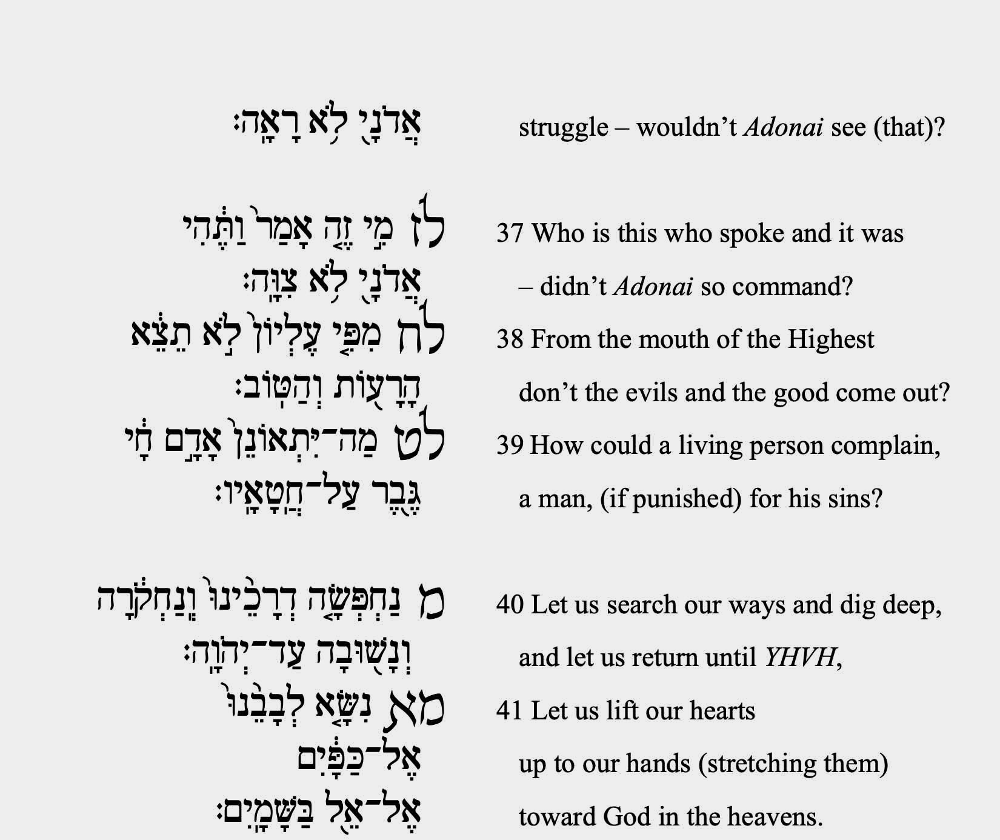 אֲדֹנָ֖י לֹ֥א רָאָֽה׃ struggle – wouldn’t Adonai see (that)?
לז מִ֣י זֶ֤ה אָמַר֙ וַתֶּ֔הִי 37 Who is this who spoke and it was
אֲדֹנָ֖י לֹ֥א צִוָּֽה׃ – didn’t Adonai so command?
לח מִפִּ֤י עֶלְיוֹן֙ לֹ֣א תֵצֵ֔א 38 From the mouth of the Highest
הָרָע֖וֹת וְהַטּֽוֹב׃ don’t the evils and the good come out?
לט מַה־יִּתְאוֹנֵן֙ אָדָ֣ם חָ֔י 39 How could a living person complain,
גֶּ֖בֶר עַל־חֲטָאָֽיו׃ a man, (if punished) for his sins?
מ נַחְפְּשָׂ֤ה דְרָכֵ֙ינוּ֙ וְֽנַחְקֹ֔רָה 40 Let us search our ways and dig deep,
וְנָשׁ֖וּבָה עַד־יְהֹוָֽה׃ and let us return until YHVH,
מא נִשָּׂ֤א לְבָבֵ֙נוּ֙ 41 Let us lift our hearts
אֶל־כַּפָּ֔יִם up to our hands (stretching them)
אֶל־אֵ֖ל בַּשָּׁמָֽיִם׃ toward God in the heavens.